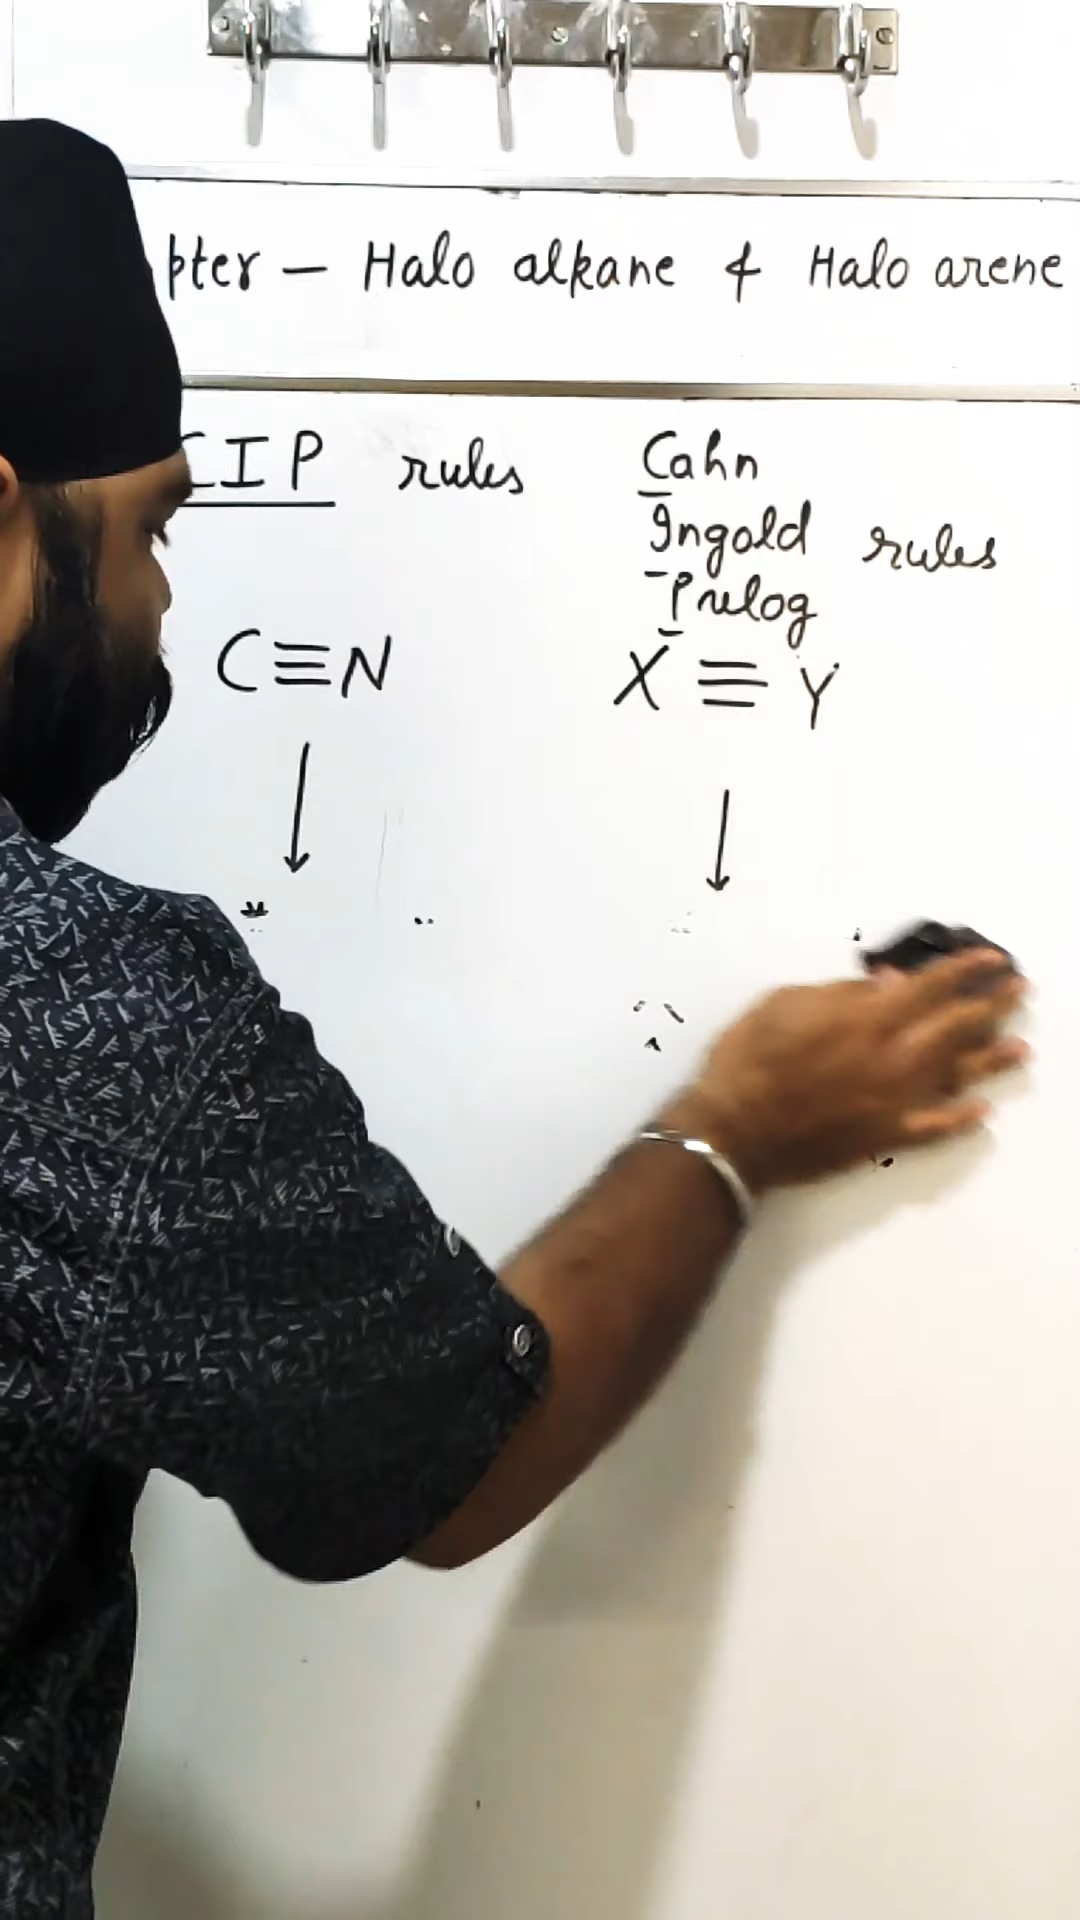 pter — Halo alkane & Halo arene
CIP rules
Cahn
Ingold rules
Prelog
C≡N
X≡Y